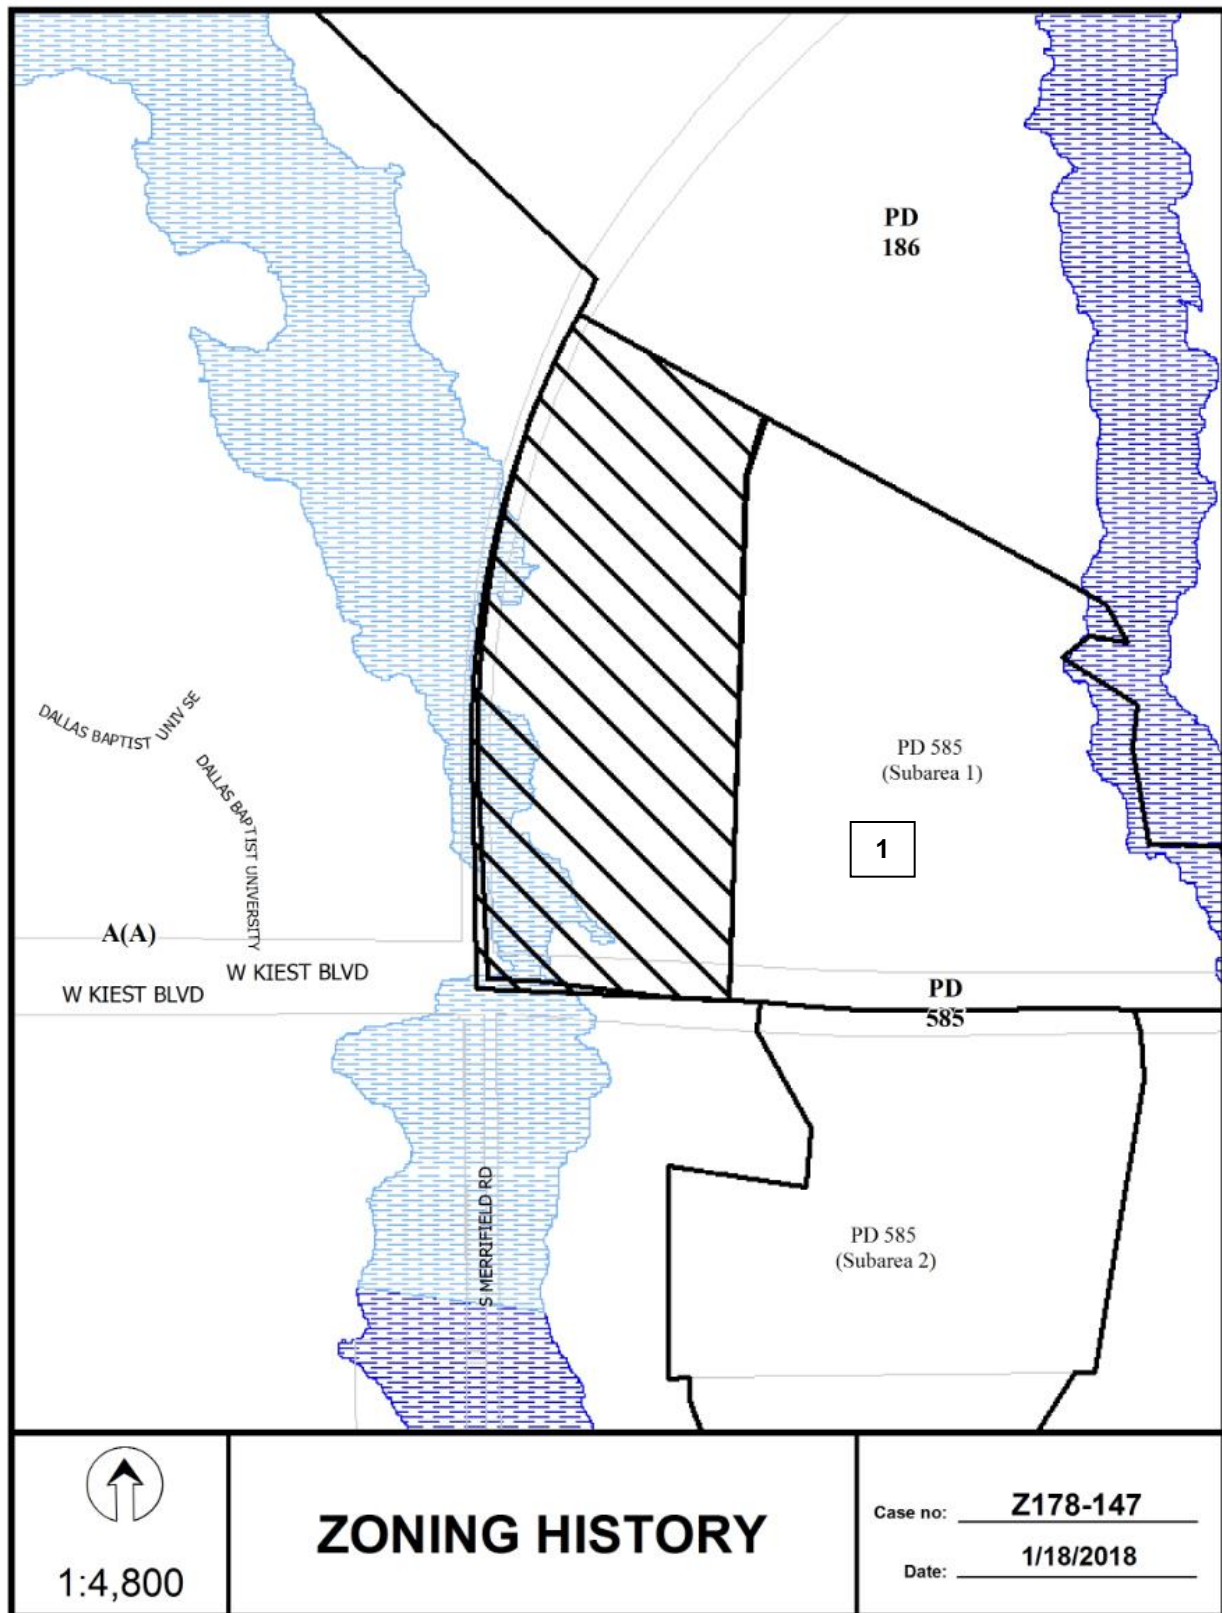 PD
186
DALLAS BAPTIST UNIV SE
DALLAS BAPTIST UNIVERSITY
PD 585
(Subarea 1)
1
A(A)
W KIEST BLVD
W KIEST BLVD
PD
585
S MERRIFIELD RD
PD 585
(Subarea 2)
1:4,800
ZONING HISTORY
Case no: Z178-147
Date: 1/18/2018